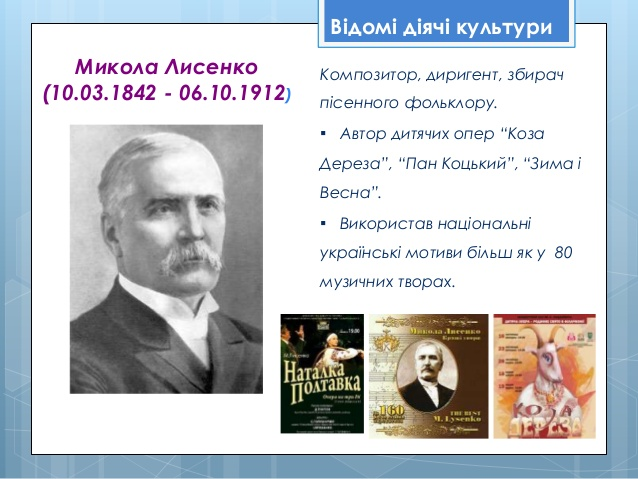 Відомі діячі культури
Микола Лисенко
(10.03.1842 - 06.10.1912)
Композитор, диригент, збирач
пісенного фольклору.
▪ Автор дитячих опер “Коза
Дереза”, “Пан Коцький”, “Зима і
Весна”.
▪ Використав національні
українські мотиви більш як у 80
музичних творах.
НАТАЛКА
ПОЛТАВКА
Микола Лисенко
160
THE BEST
M. Lysenko
КОЗА
ДЕРЕЗА